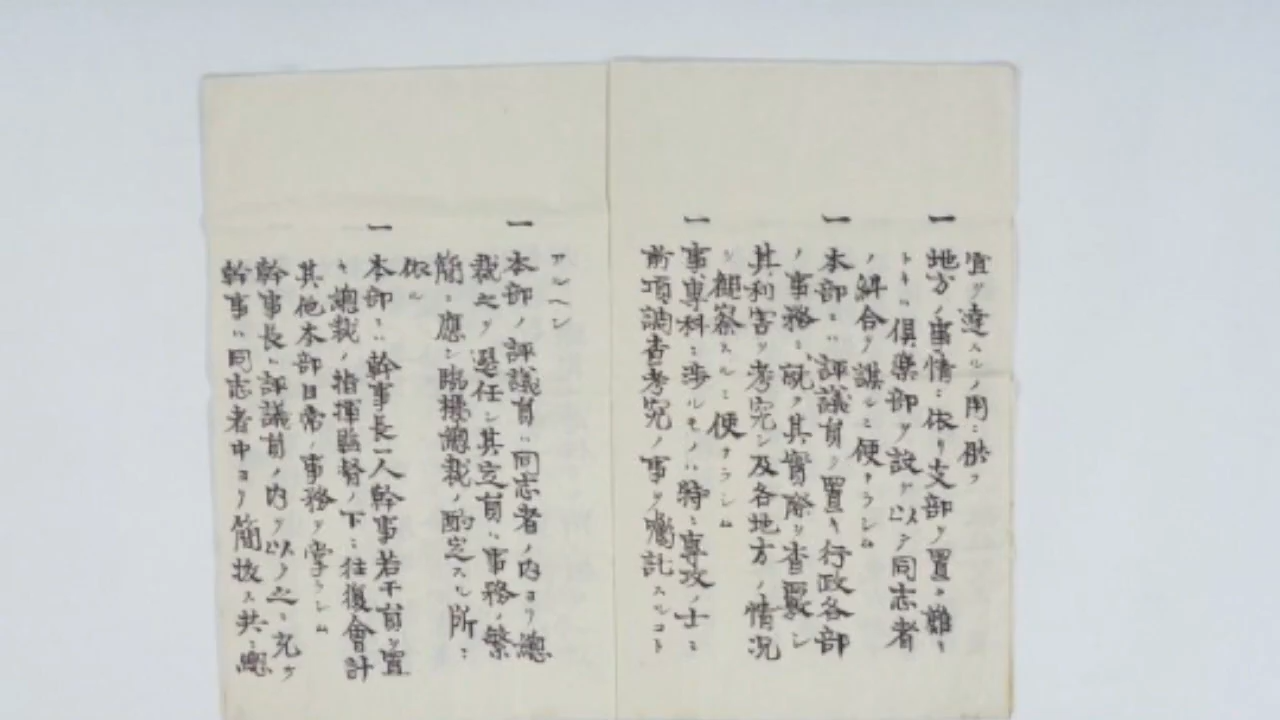 宜ヲ達スルノ用ニ供ス
一 地方ノ事情ニ依リ支部ヲ置キ難キ
トキハ倶楽部ヲ設ケ以テ同志者
ノ糾合ヲ謀ルニ便ナラシム
一 本部ニハ評議員ヲ置キ行政各部
ノ事務ニ就テ其實際ヲ査覈シ
其利害ヲ考究シ及各地方ノ情況
ヲ観察スルニ便ナラシム
一 事専科ニ渉ルモノハ特ニ専攻ノ士ニ
前項調査考究ノ事ヲ嘱託スルコト
アルヘシ
一 本部ノ評議員ハ同志者ノ内ヨリ總
裁之ヲ選任シ其定員ハ事務ノ繁
簡ニ應シ臨機總裁ノ酌定スル所ニ
依ル
一 本部ニハ幹事長一人幹事若干員ヲ置
キ總裁ノ指揮監督ノ下ニ往復會計
其他本部日常ノ事務ヲ掌ラシム
幹事長ハ評議員ノ内ヲ以テ之ニ充テ
幹事ハ同志者中ヨリ簡抜ス共ニ總